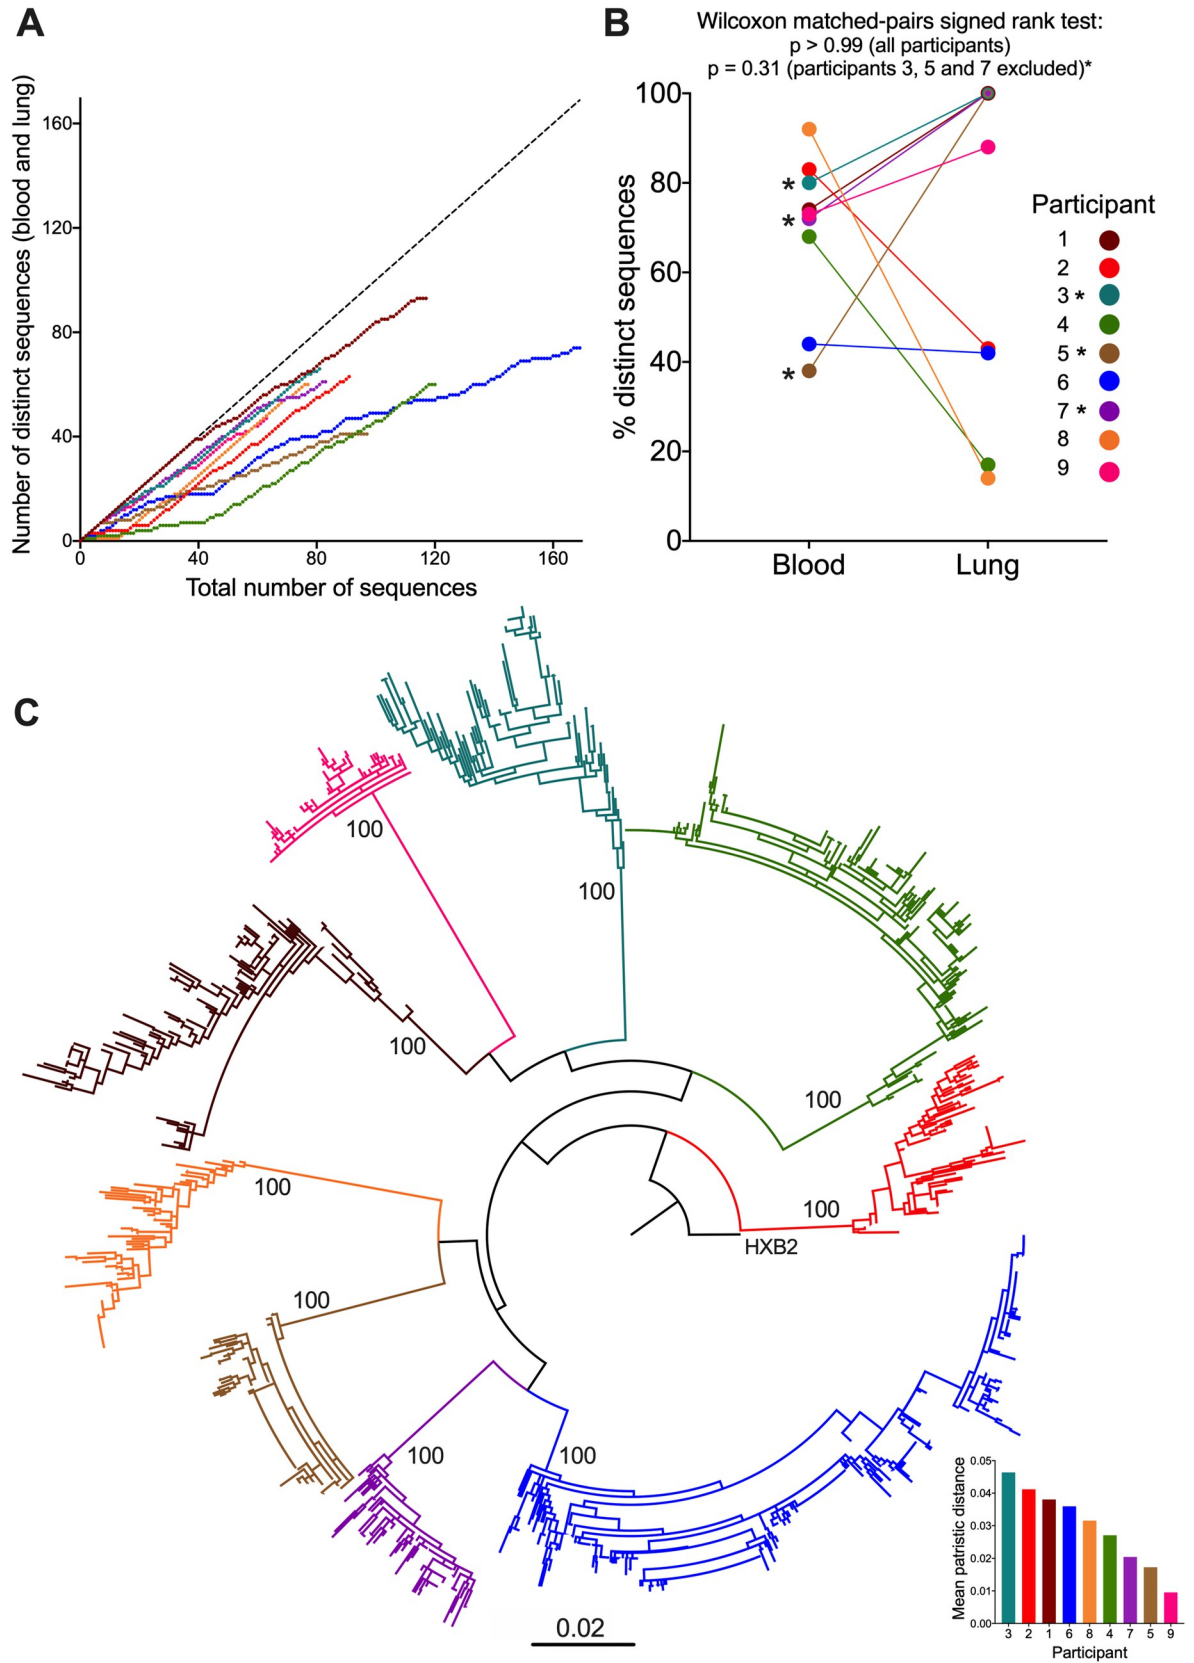 A
Number of distinct sequences (blood and lung)
160
120
80
40
0
0 40 80 120 160
Total number of sequences
B
Wilcoxon matched-pairs signed rank test:
p > 0.99 (all participants)
p = 0.31 (participants 3, 5 and 7 excluded)*
% distinct sequences
100
80
60
40
20
0
*
*
*
Blood Lung
Participant
1
2
3 *
4
5 *
6
7 *
8
9
C
100
100
100
100
100
100
100
100
100
HXB2
0.02
Mean patristic distance
0.05
0.04
0.03
0.02
0.01
0.00
3 2 1 6 8 4 7 5 9
Participant